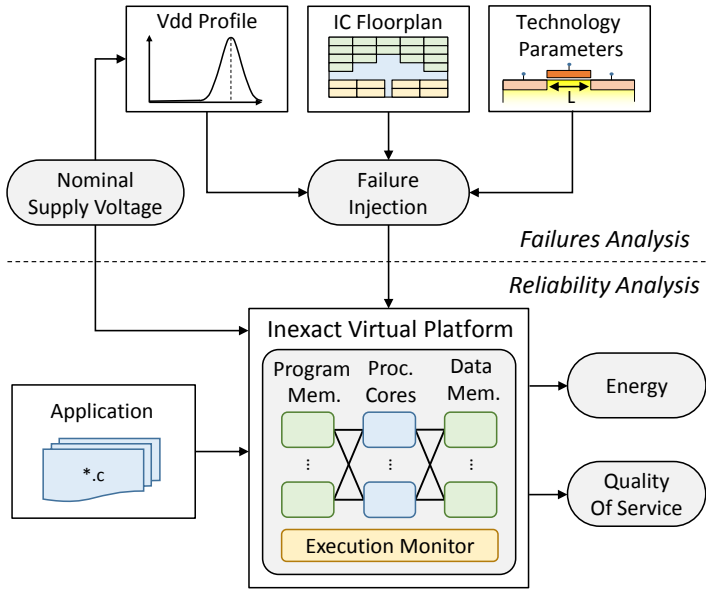 Vdd Profile
IC Floorplan
Technology
Parameters
L
Nominal
Supply Voltage
Failure
Injection
Failures Analysis
Reliability Analysis
Inexact Virtual Platform
Program
Mem.
Proc.
Cores
Data
Mem.
...
...
...
Execution Monitor
Application
*.c
Energy
Quality
Of Service